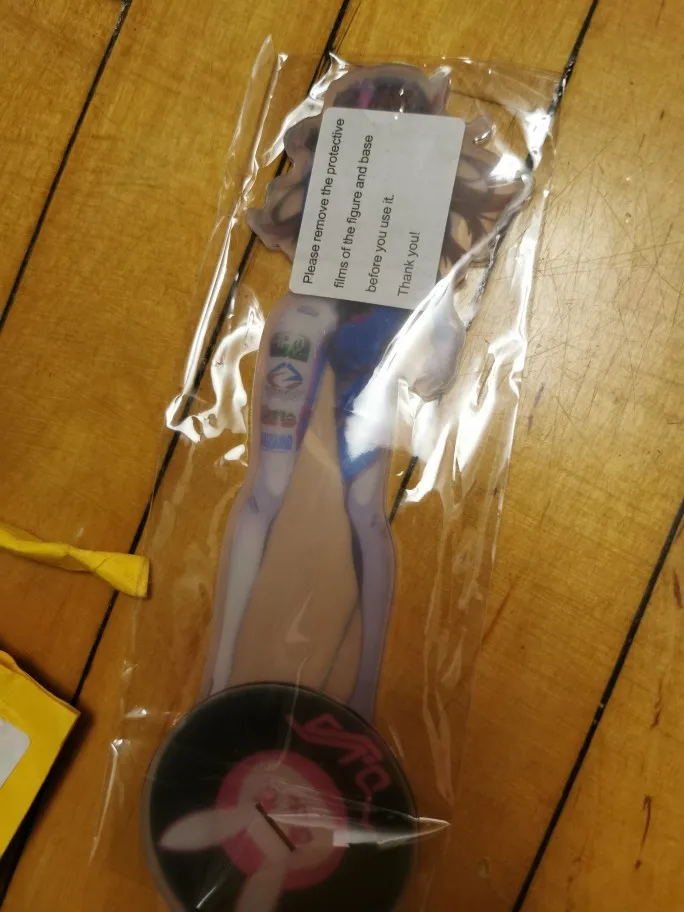 Please remove the protective
films of the figure and base
before you use it.
Thank you!